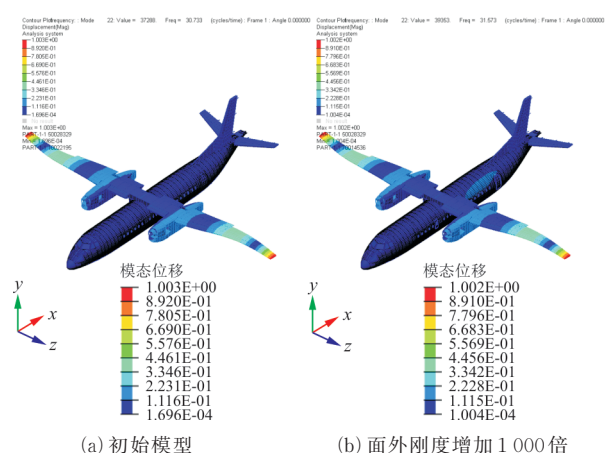 Contour Plot
Frequency : Mode 22: Value = 37288. Freq = 30.733 (cycles/time) : Frame 1 : Angle 0.000000
Displacement(Mag)
Analysis system
1.003E+00
8.920E-01
7.805E-01
6.690E-01
5.576E-01
4.461E-01
3.346E-01
2.231E-01
1.116E-01
1.696E-04
No result
Max = 1.003E+00
PART-1-1 50028329
模态位移
1.003E+00
8.920E-01
7.805E-01
6.690E-01
5.576E-01
4.461E-01
3.346E-01
2.231E-01
1.116E-01
1.696E-04
y
x
z
(a) 初始模型
Contour Plot
Frequency : Mode 22: Value = Freq = 31.573 (cycles/time) : Frame 1 : Angle 0.000000
Displacement(Mag)
Analysis system
1.002E+00
8.910E-01
7.796E-01
6.683E-01
5.569E-01
4.456E-01
3.342E-01
2.228E-01
1.115E-01
1.004E-04
No result
Max = 1.002E+00
PART-1-1 50028329
模态位移
1.002E+00
8.910E-01
7.796E-01
6.683E-01
5.569E-01
4.456E-01
3.342E-01
2.228E-01
1.115E-01
1.004E-04
y
x
z
(b) 面外刚度增加 1 000 倍